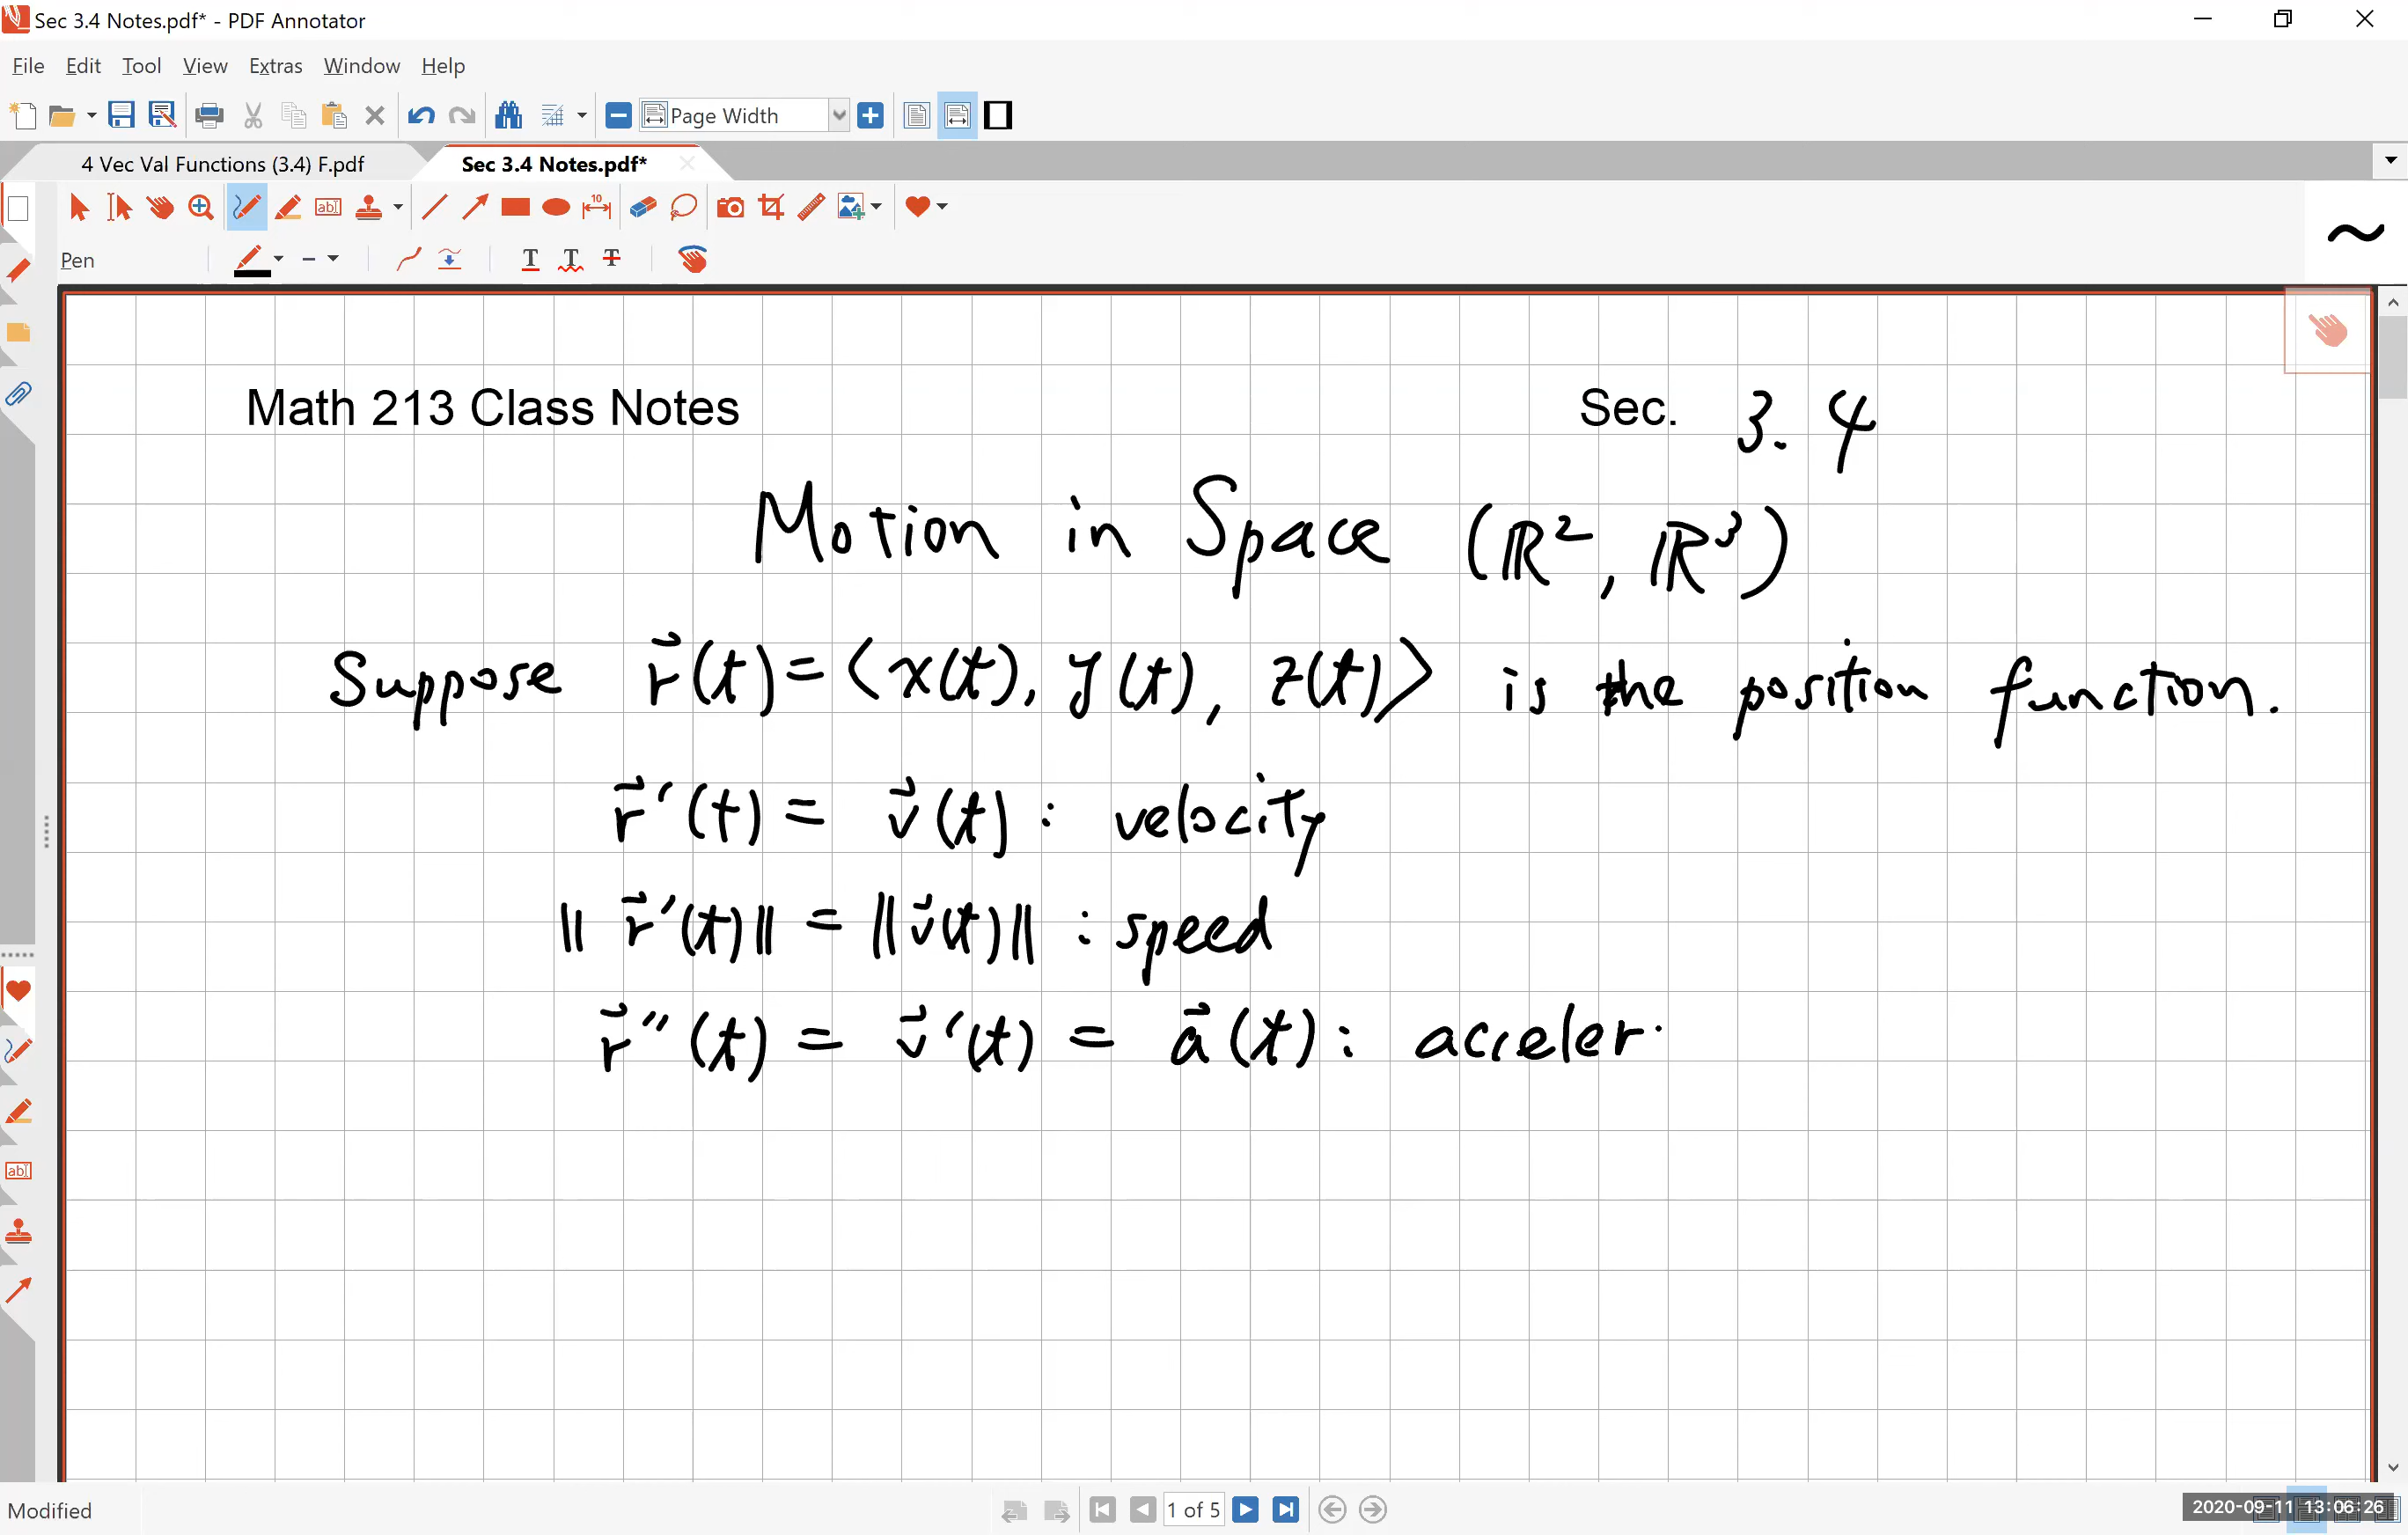 Sec 3.4 Notes.pdf* - PDF Annotator
File Edit Tool View Extras Window Help
Page Width
4 Vec Val Functions (3.4) F.pdf
Sec 3.4 Notes.pdf*
Pen
Math 213 Class Notes Sec. 3.4
Motion in Space (ℝ², ℝ³)
Suppose r⃗(t) = ⟨x(t), y(t), z(t)⟩ is the position function.
r⃗′(t) = v⃗(t): velocity
‖r⃗′(t)‖ = ‖v⃗(t)‖ : speed
r⃗″(t) = v⃗′(t) = a⃗(t): acceler
Modified
1 of 5
2020-09-11 13:06:26